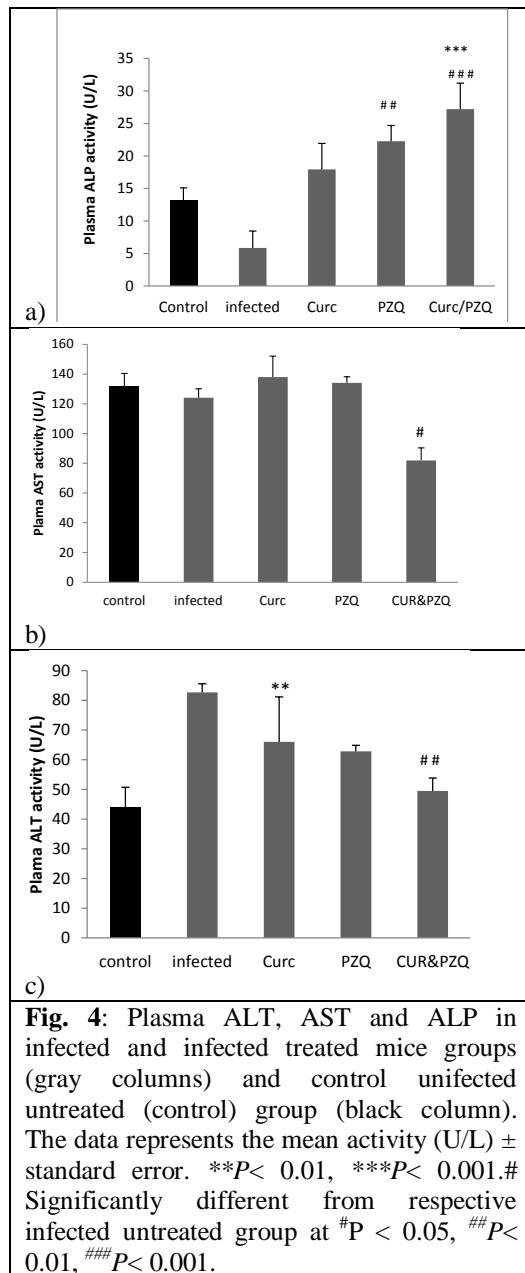 ***
35
##
###
30
25
20
15
10
5
0
Plasma ALP activity (U/L)
Control infected Curc PZQ Curc/PZQ
a)
160
140
120
100
80
60
40
20
0
Plama AST activity (U/L)
#
control infected Curc PZQ CUR&PZQ
b)
90
80
70
60
50
40
30
20
10
0
Plama ALT activity (U/L)
**
##
control infected Curc PZQ CUR&PZQ
c)
Fig. 4: Plasma ALT, AST and ALP in
infected and infected treated mice groups
(gray columns) and control unifected
untreated (control) group (black column).
The data represents the mean activity (U/L) ±
standard error. **P< 0.01, ***P< 0.001.#
Significantly different from respective
infected untreated group at #P < 0.05, ##P<
0.01, ###P< 0.001.